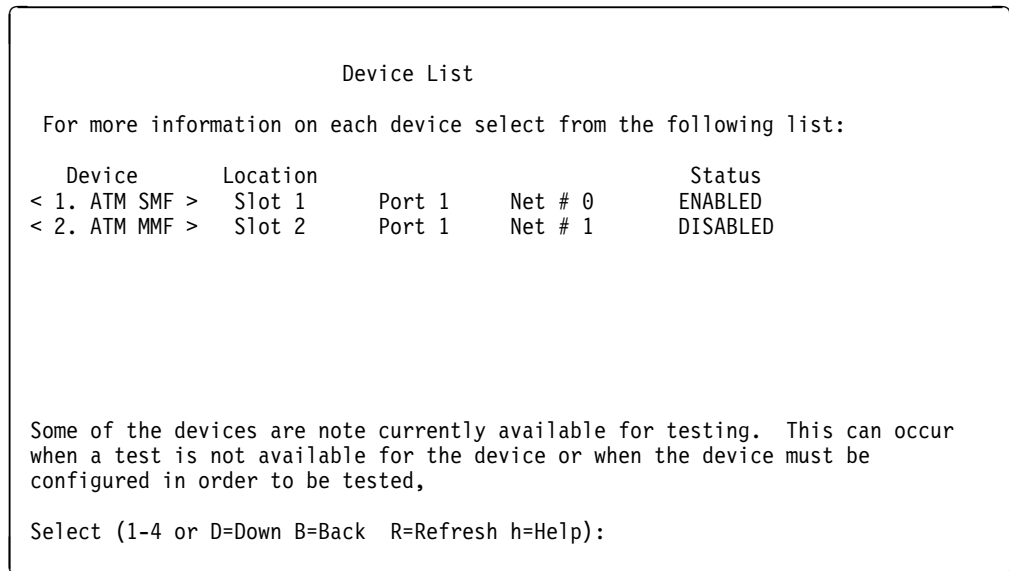 Device List
For more information on each device select from the following list:
Device Location Status
< 1. ATM SMF > Slot 1 Port 1 Net # 0 ENABLED
< 2. ATM MMF > Slot 2 Port 1 Net # 1 DISABLED
Some of the devices are note currently available for testing. This can occur
when a test is not available for the device or when the device must be
configured in order to be tested,
Select (1-4 or D=Down B=Back R=Refresh h=Help):